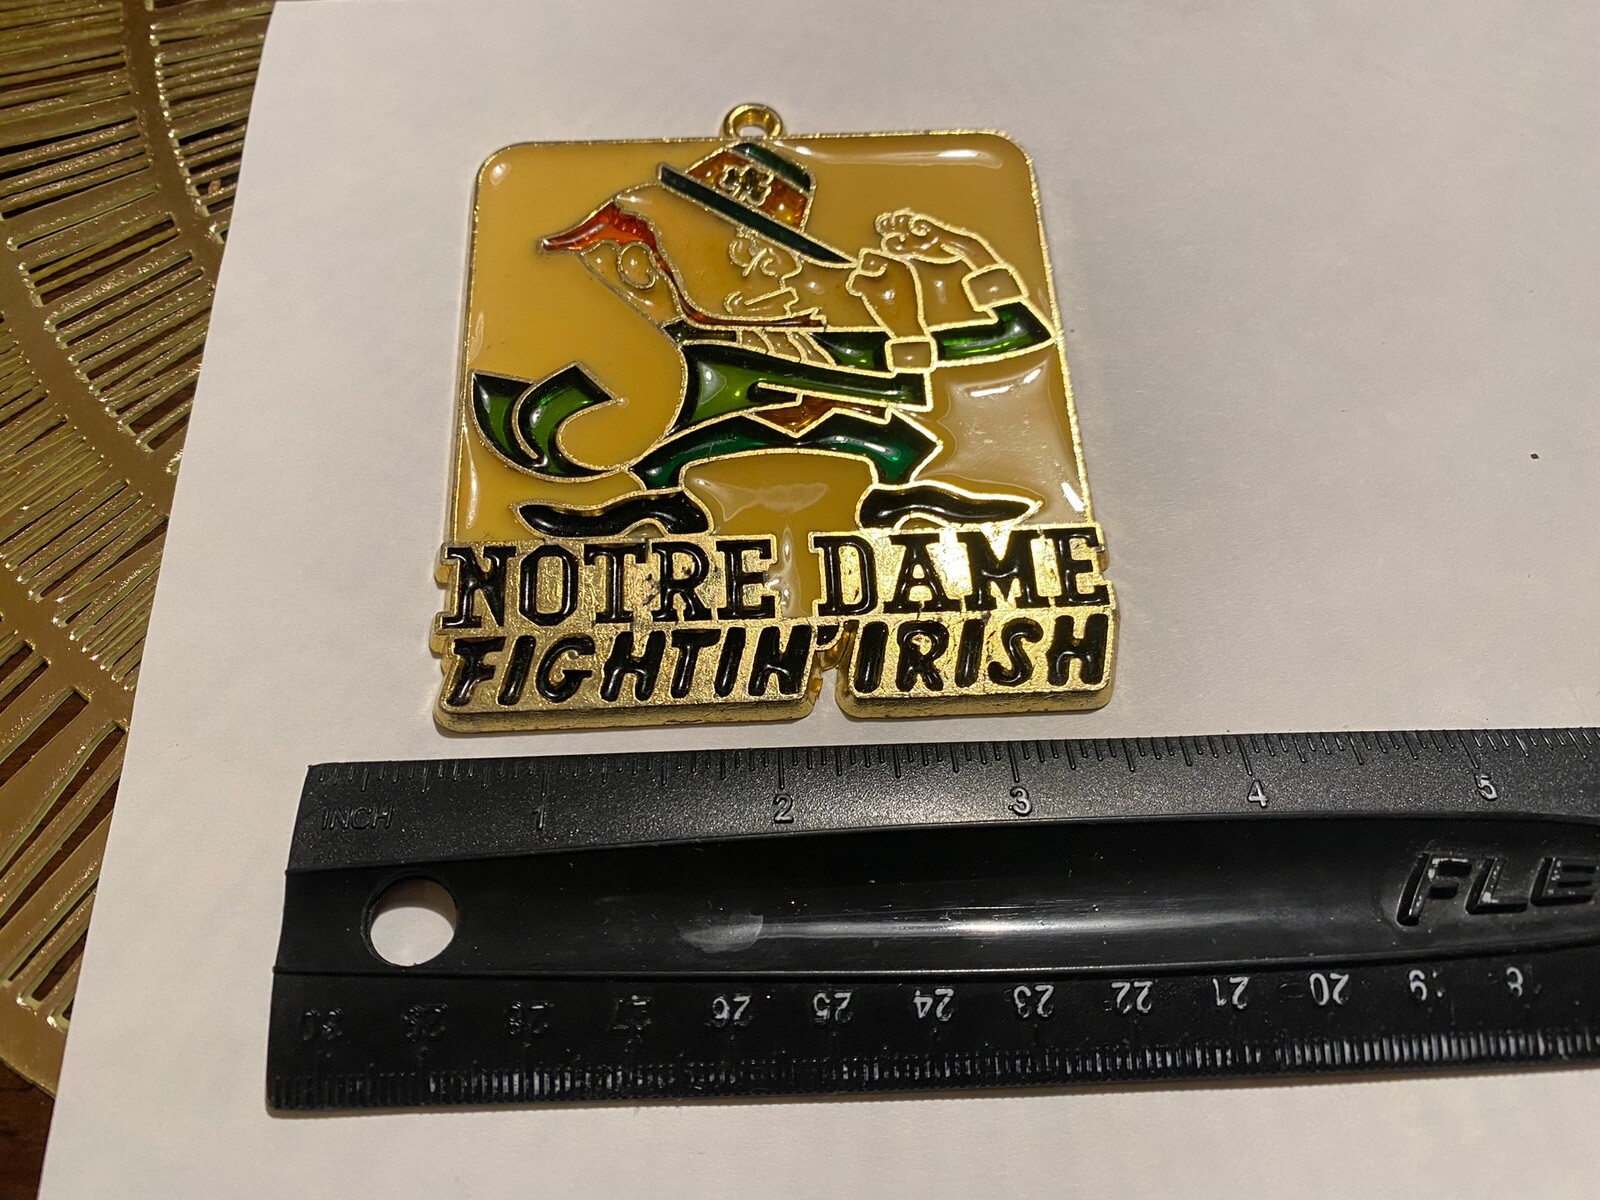 NOTRE DAME
FIGHTIN' IRISH
1 2 3 4 5
INCH
FLE
30 29 28 27 26 25 24 23 22 21 20 19 18